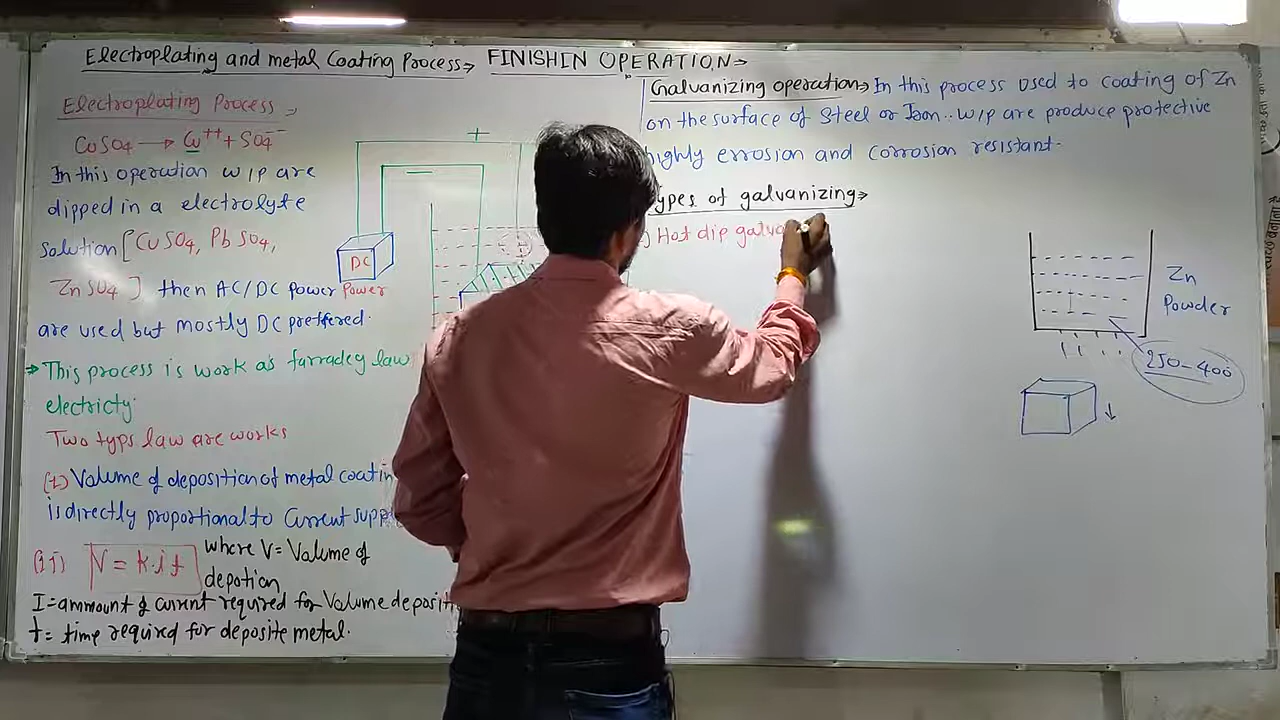 Electroplating and metal Coating Process→ FINISHIN OPERATION→
Electroplating Process →
CuSO4 → Cu++ + SO4--
In this operation w/p are
dipped in a electrolyte
Solution [CuSO4, PbSO4,
ZnSO4] then AC/DC power
are used but mostly DC preffered.
→ This process is work as farradey law
electricty.
Two typs law are works
(I) Volume of deposition of metal coatin
is directly proportional to Current supp
(II) V = k.i.t where V = Volume of
depotion
I = ammount of current required for Volume depositi
t = time required for deposite metal.
+
—
DC
Power
Galvanizing operation→ In this process used to coating of Zn
on the surface of Steel or Iron.. w/p are produce protective
highly errosion and corrosion resistant.
ypes of galvanizing→
) Hot dip galva
Zn
Powder
250-400